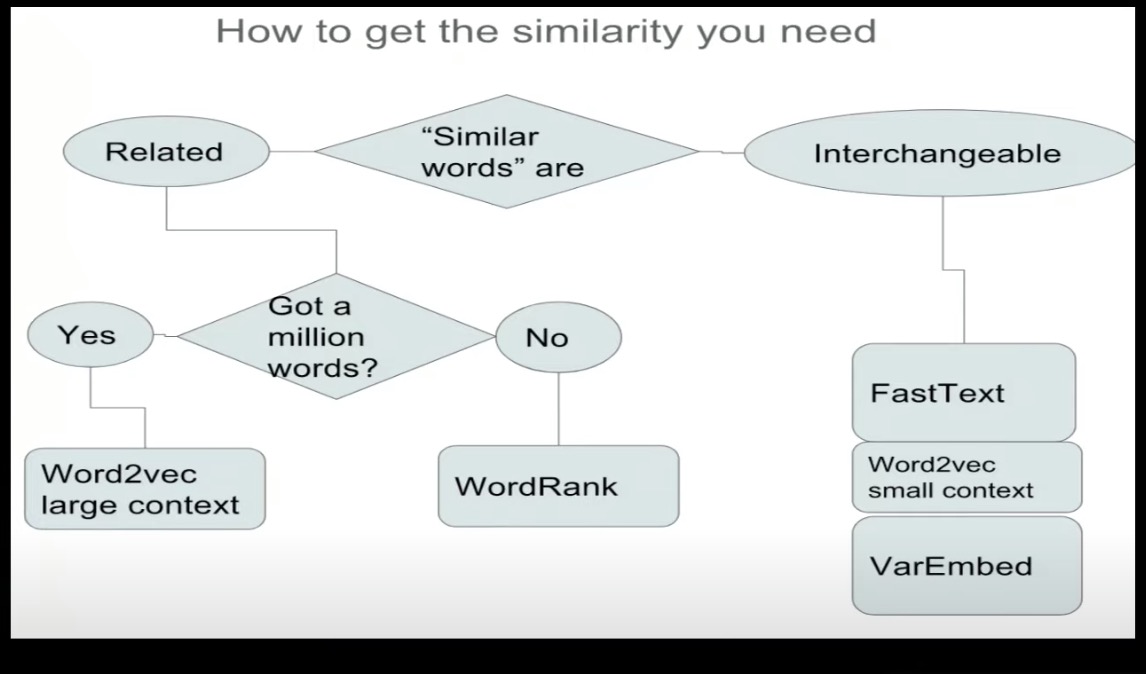 How to get the similarity you need
Related
“Similar
words” are
Interchangeable
Yes
Got a
million
words?
No
Word2vec
large context
WordRank
FastText
Word2vec
small context
VarEmbed